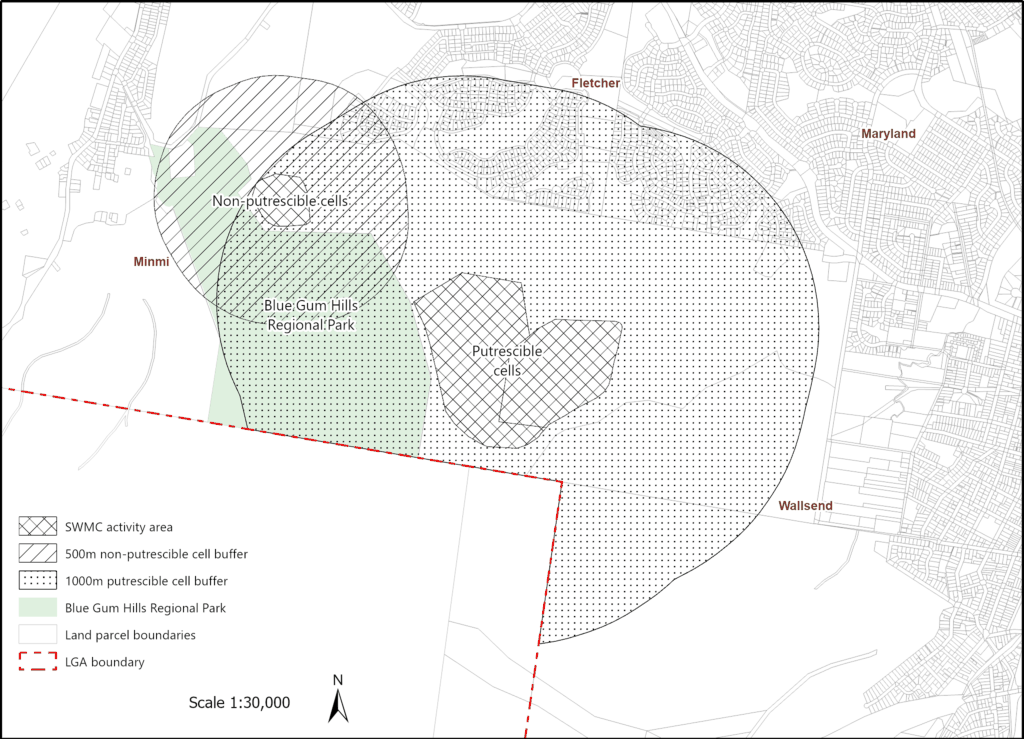 Fletcher
Maryland
Non-putrescible cells
Minmi
Blue Gum Hills
Regional Park
Putrescible
cells
Wallsend
SWMC activity area
500m non-putrescible cell buffer
1000m putrescible cell buffer
Blue Gum Hills Regional Park
Land parcel boundaries
LGA boundary
N
Scale 1:30,000